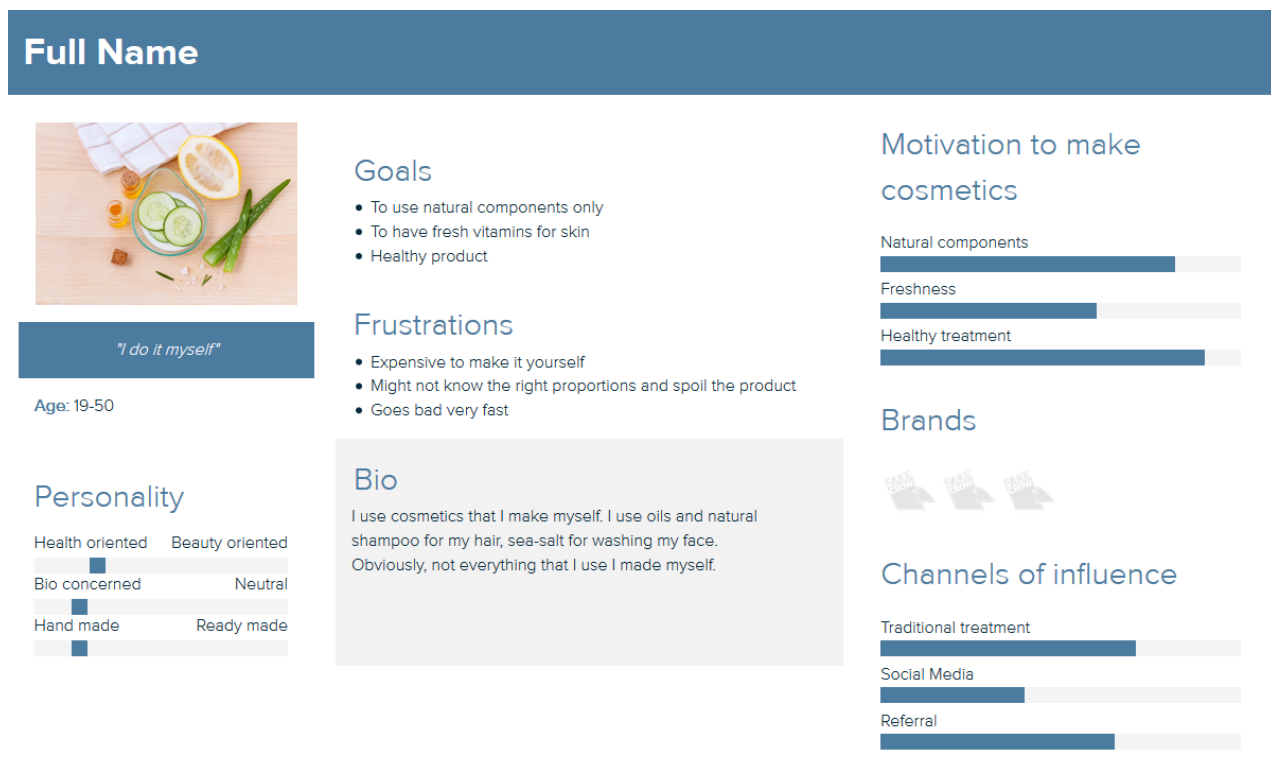 Full Name
"I do it myself"
Age: 19-50
Personality
Health oriented Beauty oriented
Bio concerned Neutral
Hand made Ready made
Goals
To use natural components only
To have fresh vitamins for skin
Healthy product
Frustrations
Expensive to make it yourself
Might not know the right proportions and spoil the product
Goes bad very fast
Bio
I use cosmetics that I make myself. I use oils and natural
shampoo for my hair, sea-salt for washing my face.
Obviously, not everything that I use I made myself.
Motivation to make
cosmetics
Natural components
Freshness
Healthy treatment
Brands
Channels of influence
Traditional treatment
Social Media
Referral